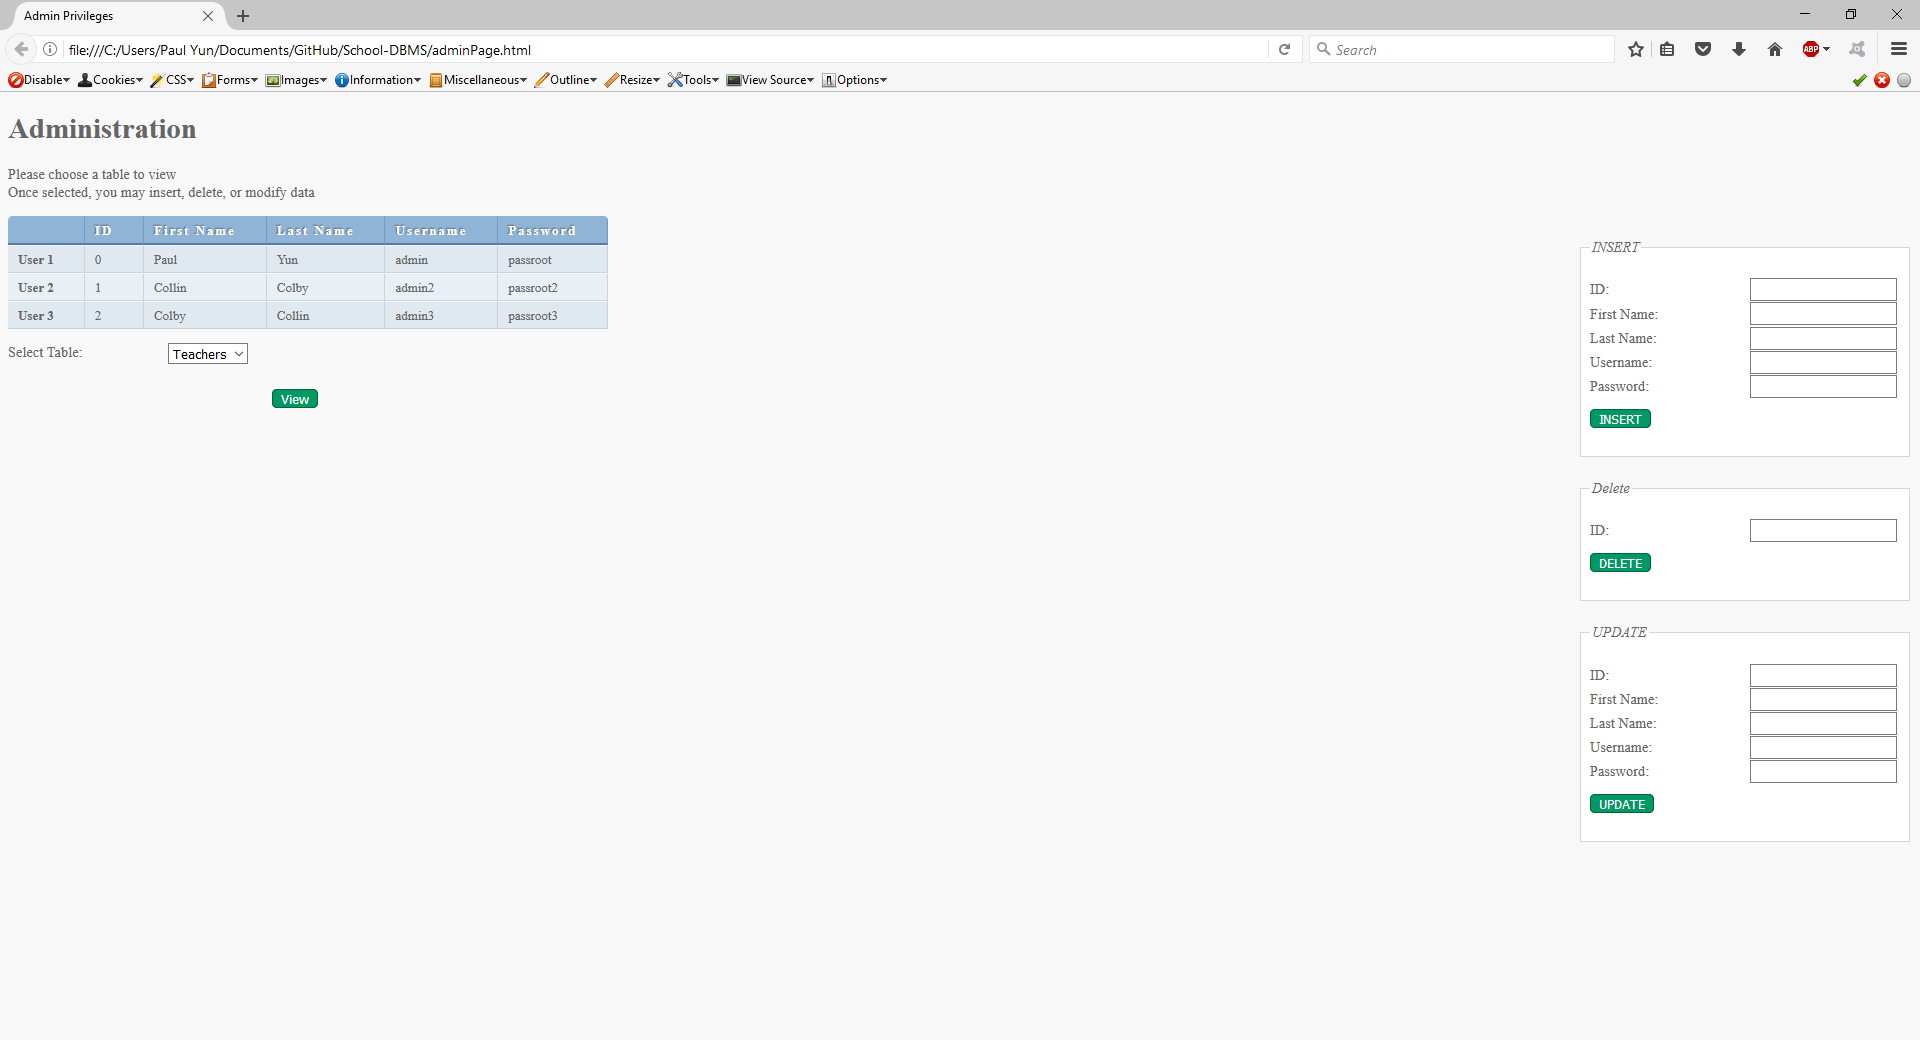 Admin Privileges
file:///C:/Users/Paul Yun/Documents/GitHub/School-DBMS/adminPage.html
Search
ABP
Disable Cookies CSS Forms Images Information Miscellaneous Outline Resize Tools View Source Options
Administration
Please choose a table to view
Once selected, you may insert, delete, or modify data
ID First Name Last Name Username Password
User 1 0 Paul Yun admin passroot
User 2 1 Collin Colby admin2 passroot2
User 3 2 Colby Collin admin3 passroot3
Select Table: Teachers
View
INSERT
ID:
First Name:
Last Name:
Username:
Password:
INSERT
Delete
ID:
DELETE
UPDATE
ID:
First Name:
Last Name:
Username:
Password:
UPDATE